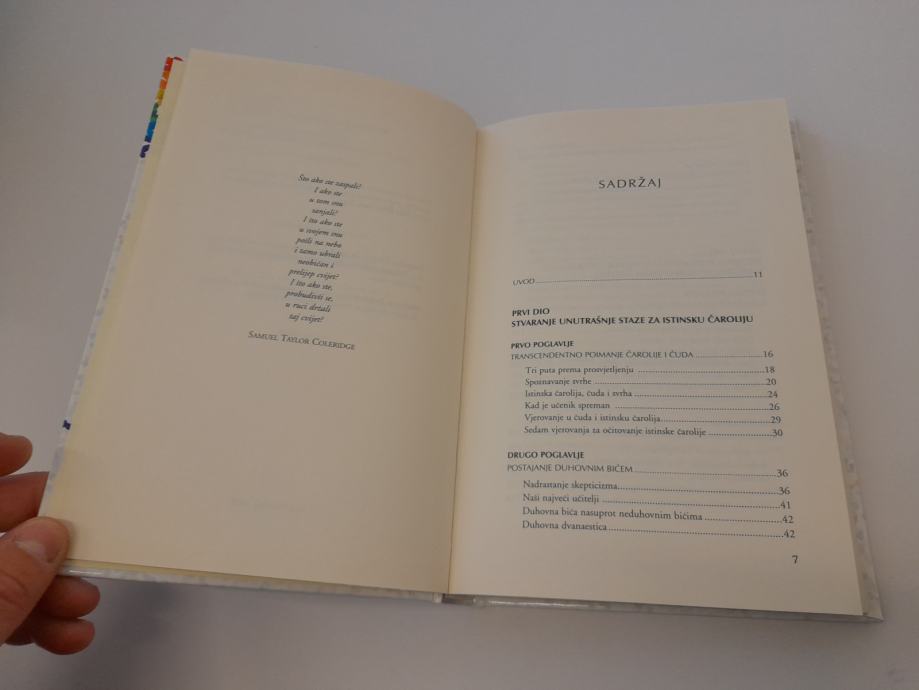 Što ako ste zaspali?
I ako ste
u tom snu
sanjali?
I što ako ste
u svojem snu
pošli na nebo
i tamo ubrali
neobičan i
prelijep cvijet?
I što ako ste,
probudivši se,
u ruci držali
taj cvijet?
SAMUEL TAYLOR COLERIDGE
SADRŽAJ
UVOD 11
PRVI DIO
STVARANJE UNUTRAŠNJE STAZE ZA ISTINSKU ČAROLIJU
PRVO POGLAVLJE
TRANSCENDENTNO POIMANJE ČAROLIJE I ČUDA 16
Tri puta prema prosvjetljenju 18
Spoznavanje svrhe 20
Istinska čarolija, čuda i svrha 24
Kad je učenik spreman 26
Vjerovanje u čuda i istinsku čarolija 29
Sedam vjerovanja za očitovanje istinske čarolije 30
DRUGO POGLAVLJE
POSTAJANJE DUHOVNIM BIĆEM 36
Nadrastanje skepticizma 36
Naši najveći učitelji 41
Duhovna bića nasuprot neduhovnim bićima 42
Duhovna dvanaestica 42
7